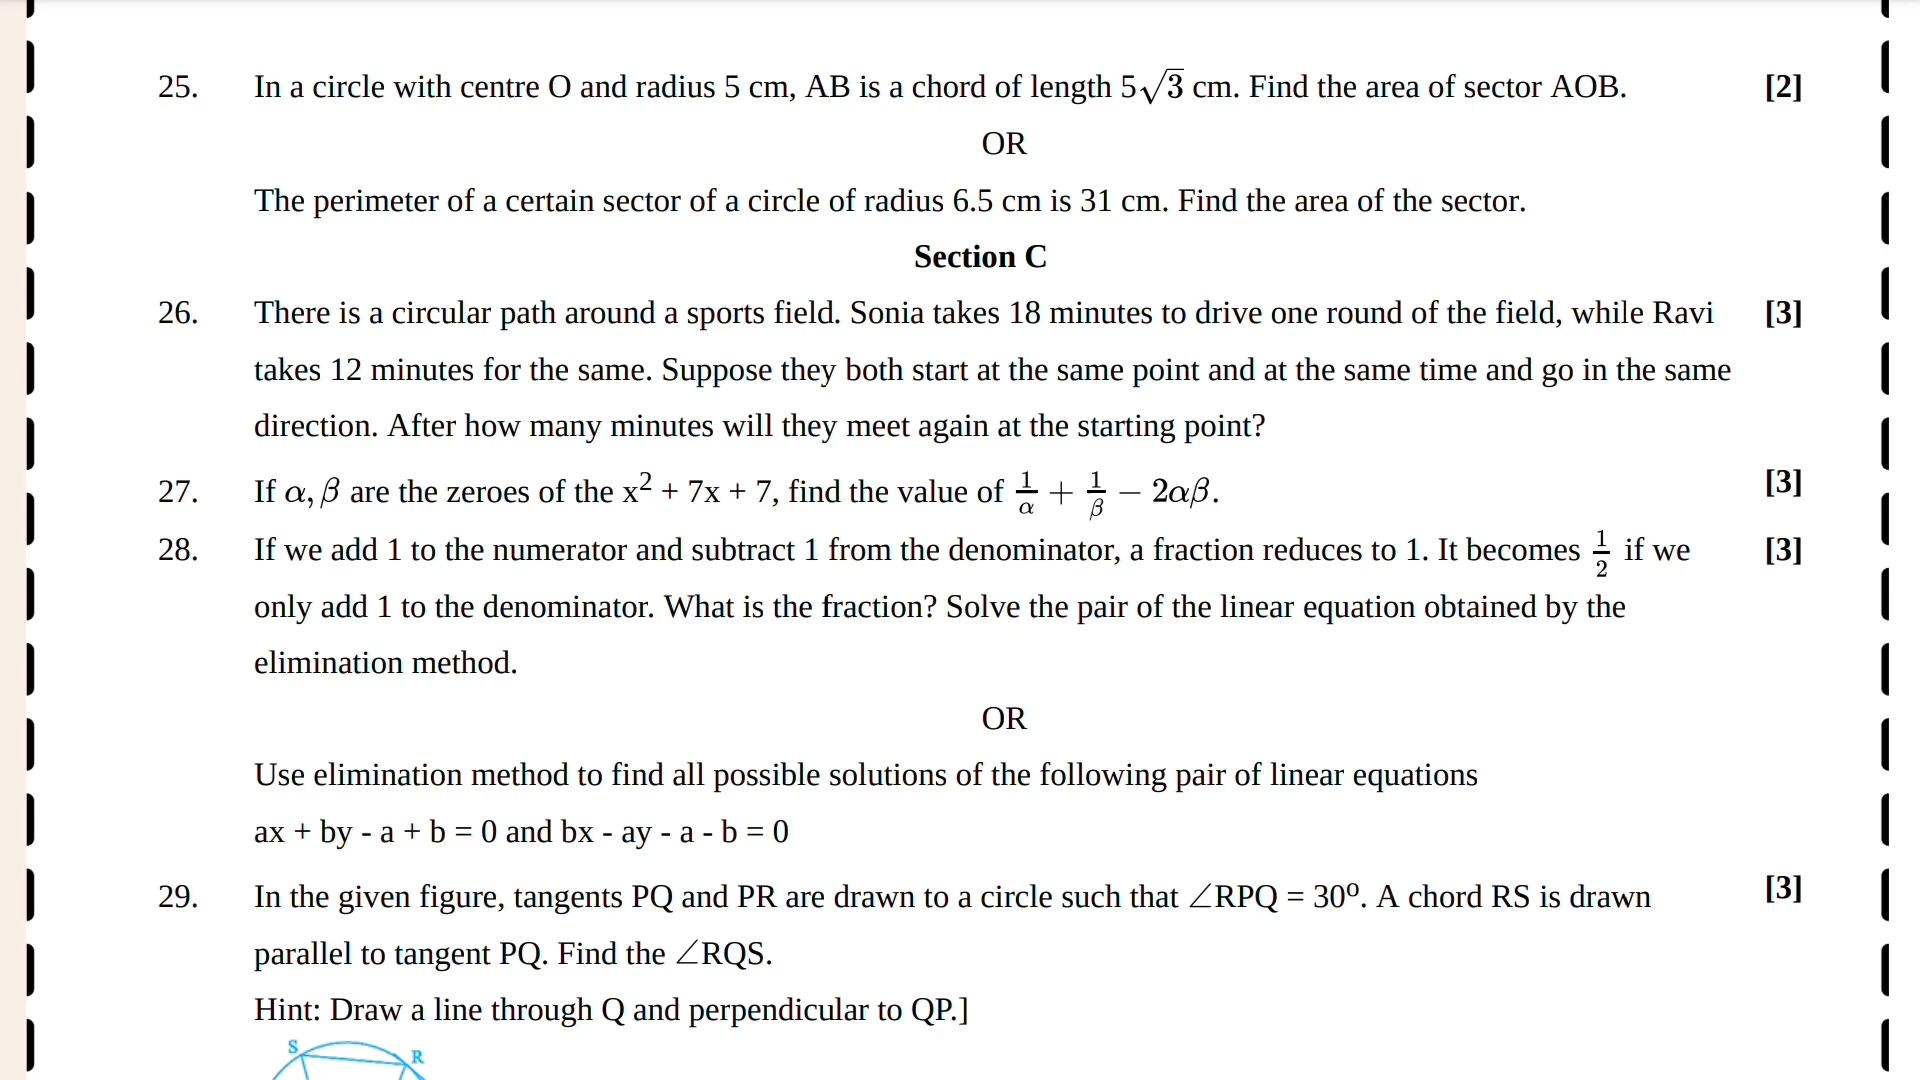 25. In a circle with centre O and radius 5 cm, AB is a chord of length 5√3 cm. Find the area of sector AOB. [2]
OR
The perimeter of a certain sector of a circle of radius 6.5 cm is 31 cm. Find the area of the sector.
Section C
26. There is a circular path around a sports field. Sonia takes 18 minutes to drive one round of the field, while Ravi [3]
takes 12 minutes for the same. Suppose they both start at the same point and at the same time and go in the same
direction. After how many minutes will they meet again at the starting point?
27. If α, β are the zeroes of the x² + 7x + 7, find the value of 1/α + 1/β − 2αβ. [3]
28. If we add 1 to the numerator and subtract 1 from the denominator, a fraction reduces to 1. It becomes 1/2 if we [3]
only add 1 to the denominator. What is the fraction? Solve the pair of the linear equation obtained by the
elimination method.
OR
Use elimination method to find all possible solutions of the following pair of linear equations
ax + by - a + b = 0 and bx - ay - a - b = 0
29. In the given figure, tangents PQ and PR are drawn to a circle such that ∠RPQ = 30º. A chord RS is drawn [3]
parallel to tangent PQ. Find the ∠RQS.
Hint: Draw a line through Q and perpendicular to QP.]
S R